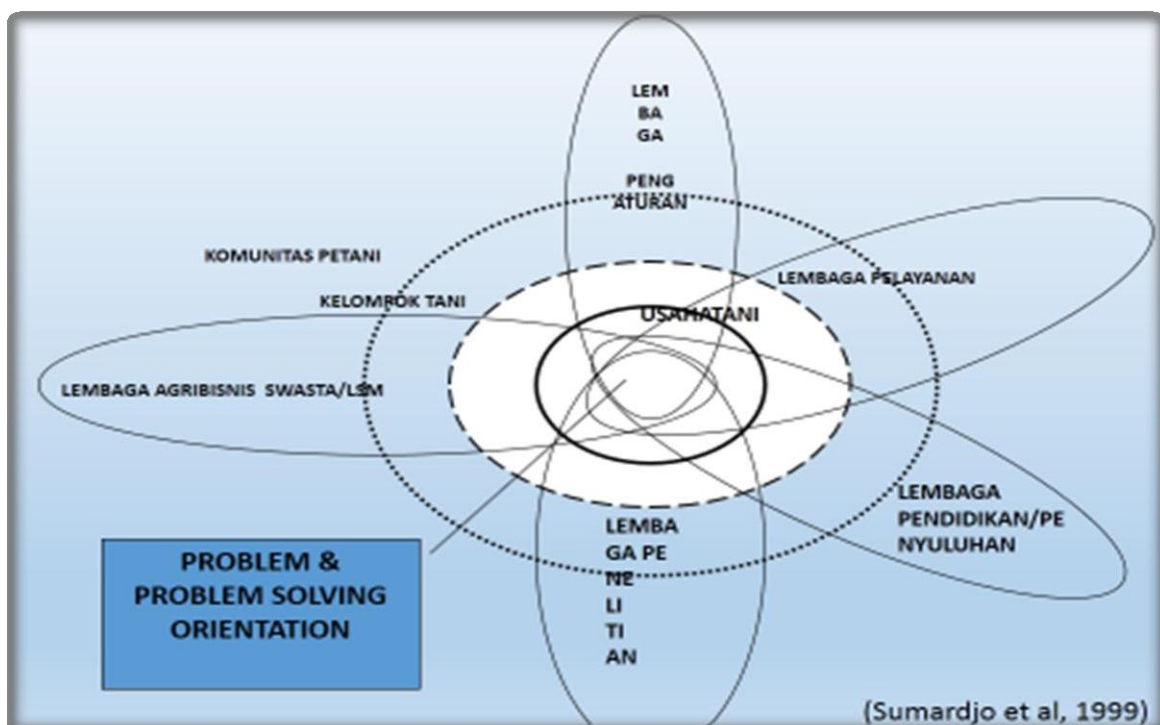 LEM
BA
GA
PENG
ATURAN
KOMUNITAS PETANI
LEMBAGA PELAYANAN
KELOMPOK TANI
USAHATANI
LEMBAGA AGRIBISNIS SWASTA/LSM
LEMBAGA
PENDIDIKAN/PE
NYULUHAN
LEMBA
GA PE
NE
LI
TI
AN
PROBLEM &
PROBLEM SOLVING
ORIENTATION
(Sumardjo et al, 1999)